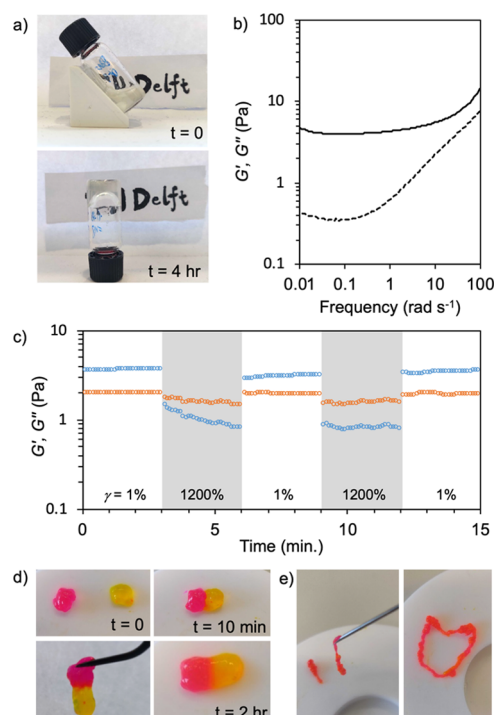 a)
Delft
t = 0
TU Delft
t = 4 hr
b)
G', G" (Pa)
100
10
1
0.1
0.01 0.1 1 10 100
Frequency (rad s-1)
c)
G', G" (Pa)
10
1
0.1
γ = 1% 1200% 1% 1200% 1%
0 5 10 15
Time (min.)
d)
t = 0
t = 10 min
t = 2 hr
e)